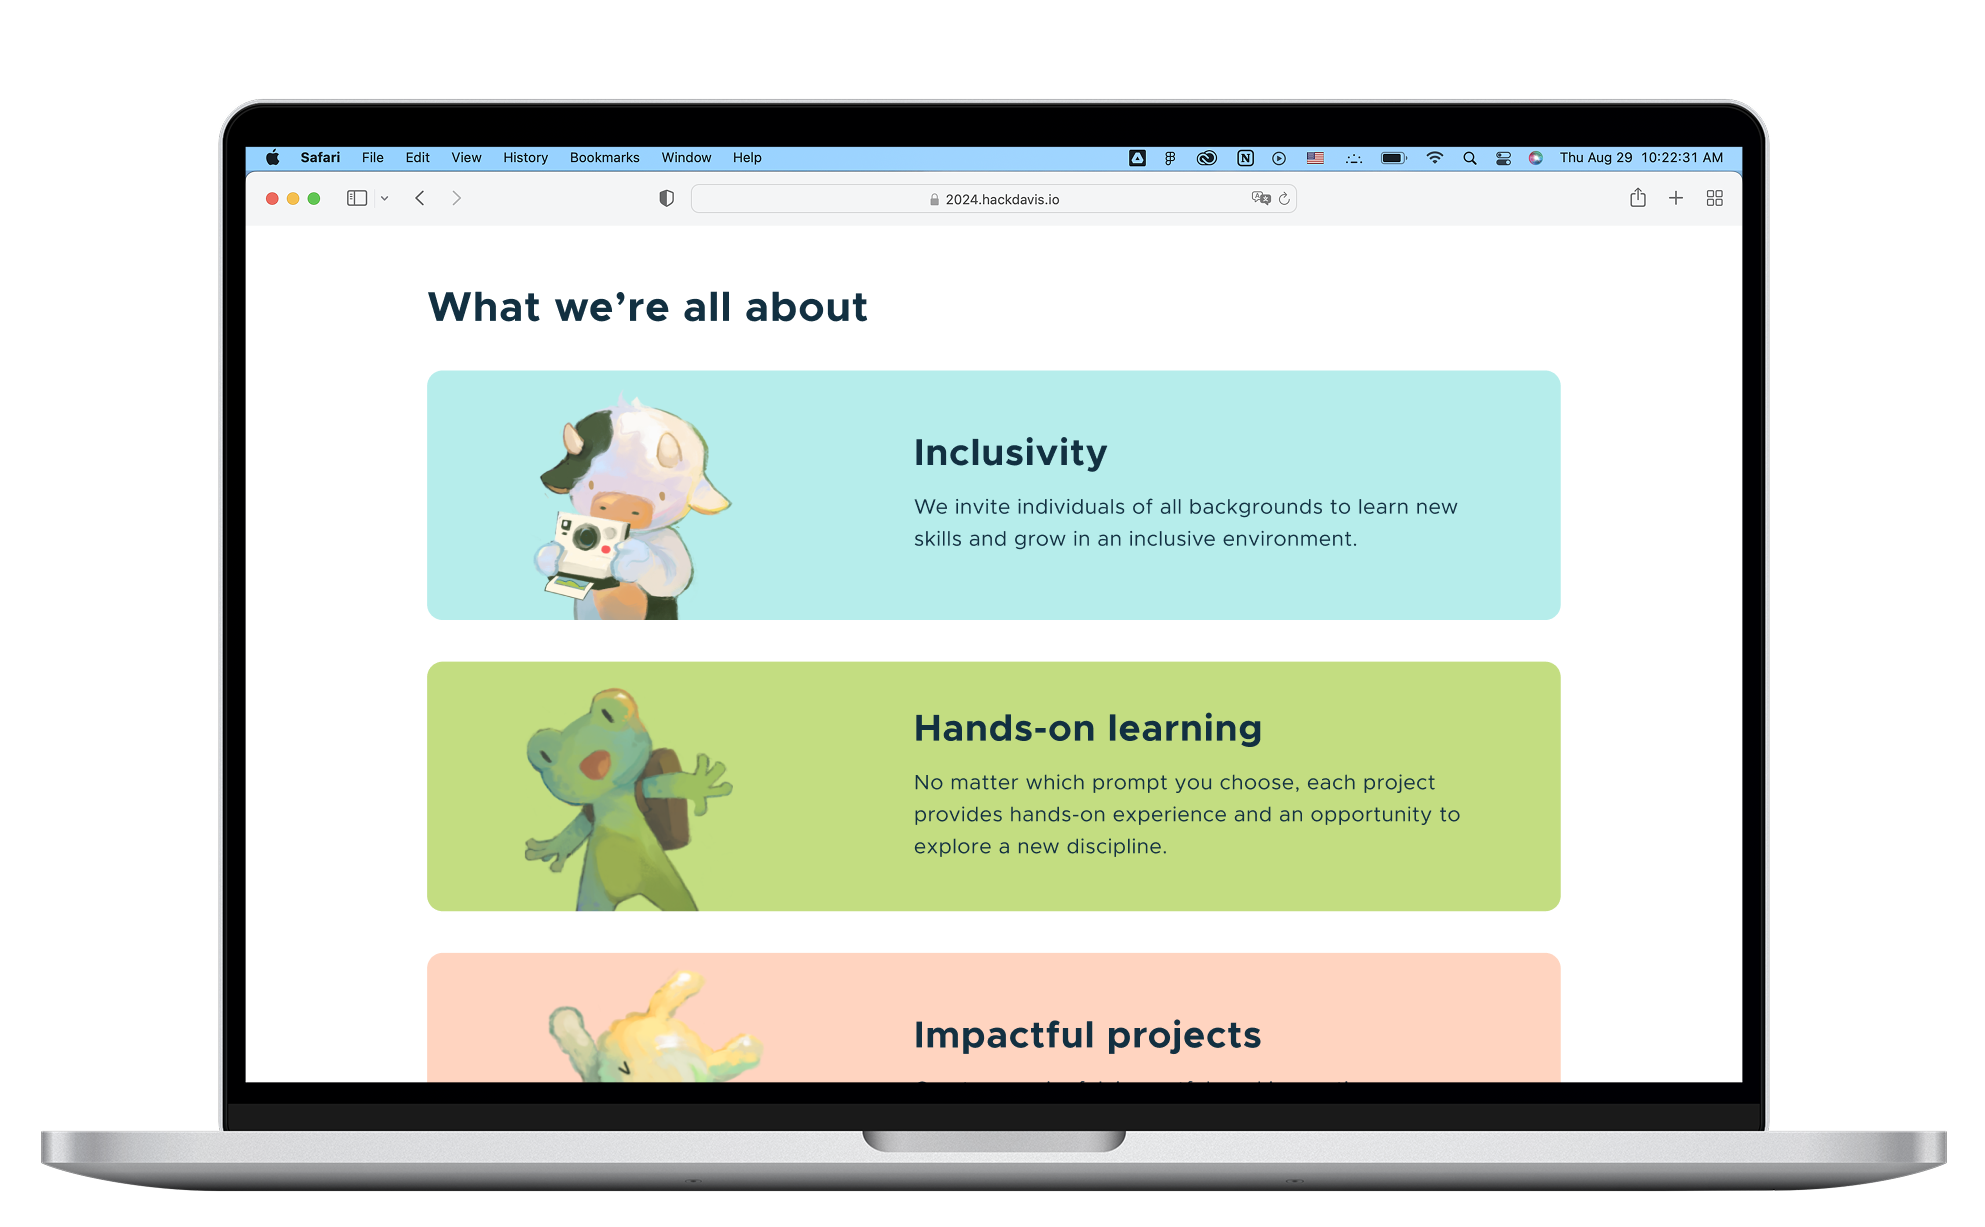 Safari File Edit View History Bookmarks Window Help Thu Aug 29 10:22:31 AM
2024.hackdavis.io
What we’re all about
Inclusivity
We invite individuals of all backgrounds to learn new
skills and grow in an inclusive environment.
Hands-on learning
No matter which prompt you choose, each project
provides hands-on experience and an opportunity to
explore a new discipline.
Impactful projects